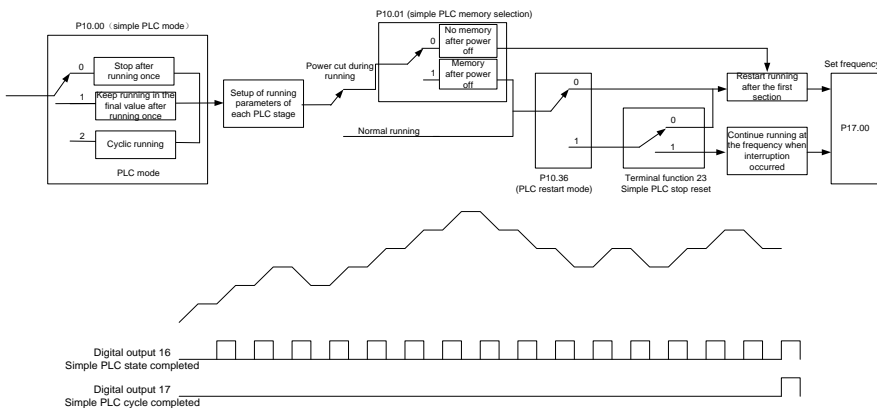 P10.00（simple PLC mode）
0
Stop after
running once
1
Keep running in the
final value after
running once
2
Cyclic running
PLC mode
Setup of running
parameters of
each PLC stage
Power cut during
running
Normal running
P10.01 (simple PLC memory selection)
0
No memory
after power
off
1
Memory
after power
off
0
1
P10.36
(PLC restart mode)
0
1
Terminal function 23
Simple PLC stop reset
Restart running
after the first
section
Continue running at
the frequency when
interruption
occurred
Set frequency
P17.00
Digital output 16
Simple PLC state completed
Digital output 17
Simple PLC cycle completed